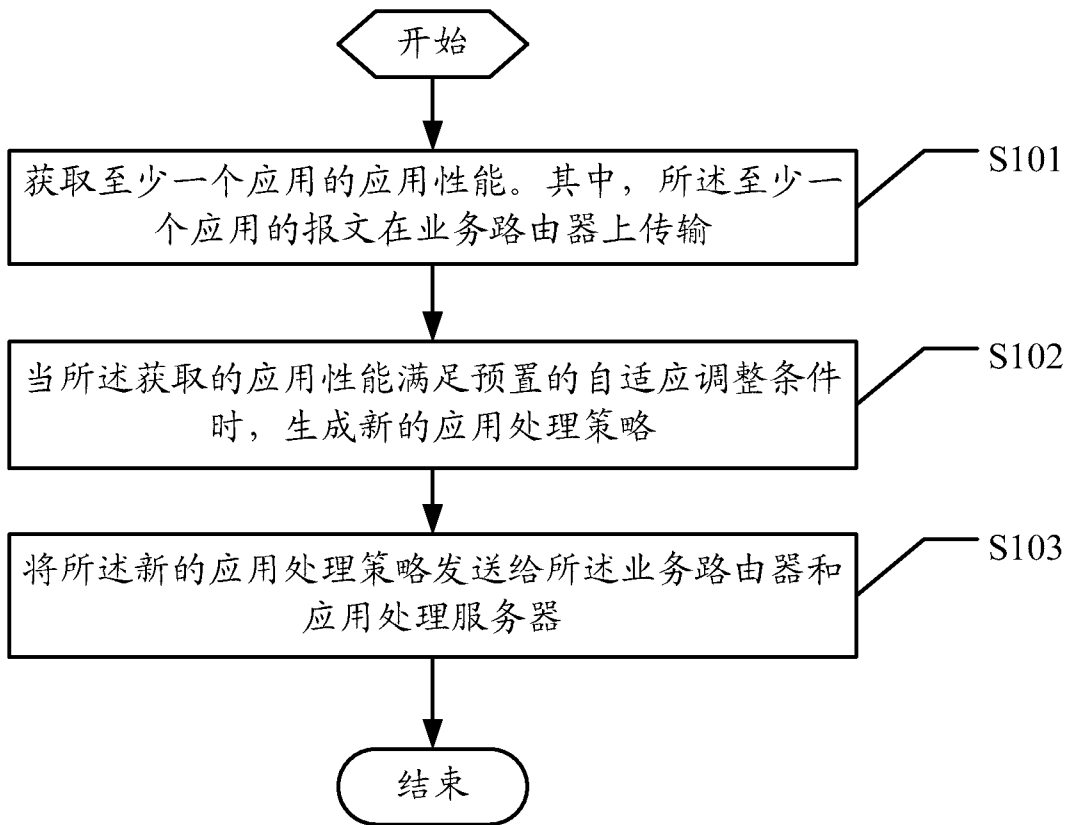 开始
获取至少一个应用的应用性能。其中，所述至少一
个应用的报文在业务路由器上传输
S101
当所述获取的应用性能满足预置的自适应调整条件
时，生成新的应用处理策略
S102
将所述新的应用处理策略发送给所述业务路由器和
应用处理服务器
S103
结束